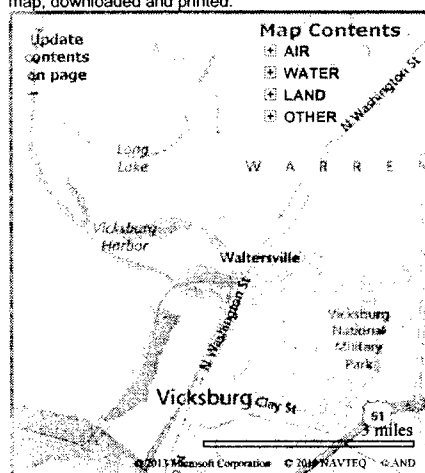 map, downloaded and printed.
Update
contents
on page
Map Contents
AIR
WATER
LAND
OTHER
N Washington St
Long
Lake
W A R R E N
Vicksburg
Harbor
Waltersville
N Washington St
Vicksburg
National
Military
Park
Vicksburg
Clay St
61
3 miles
© 2013 Microsoft Corporation © 2010 NAVTEQ © AND